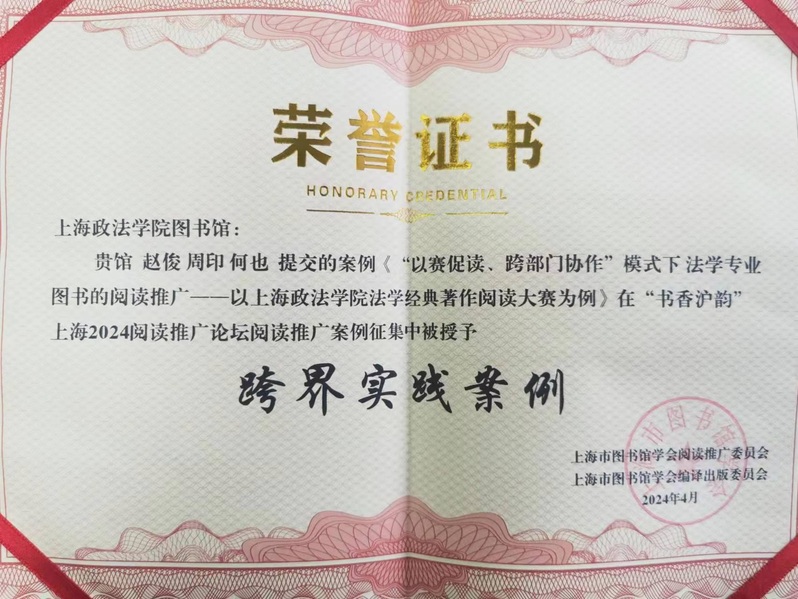 荣誉证书
HONORARY CREDENTIAL
上海政法学院图书馆：
贵馆 赵俊 周印 何也 提交的案例《“以赛促读、跨部门协作”模式下 法学专业
图书的阅读推广——以上海政法学院法学经典著作阅读大赛为例》在“书香沪韵”
上海2024阅读推广论坛阅读推广案例征集中被授予
跨界实践案例
上海市图书馆学会阅读推广委员会
上海市图书馆学会编译出版委员会
2024年4月